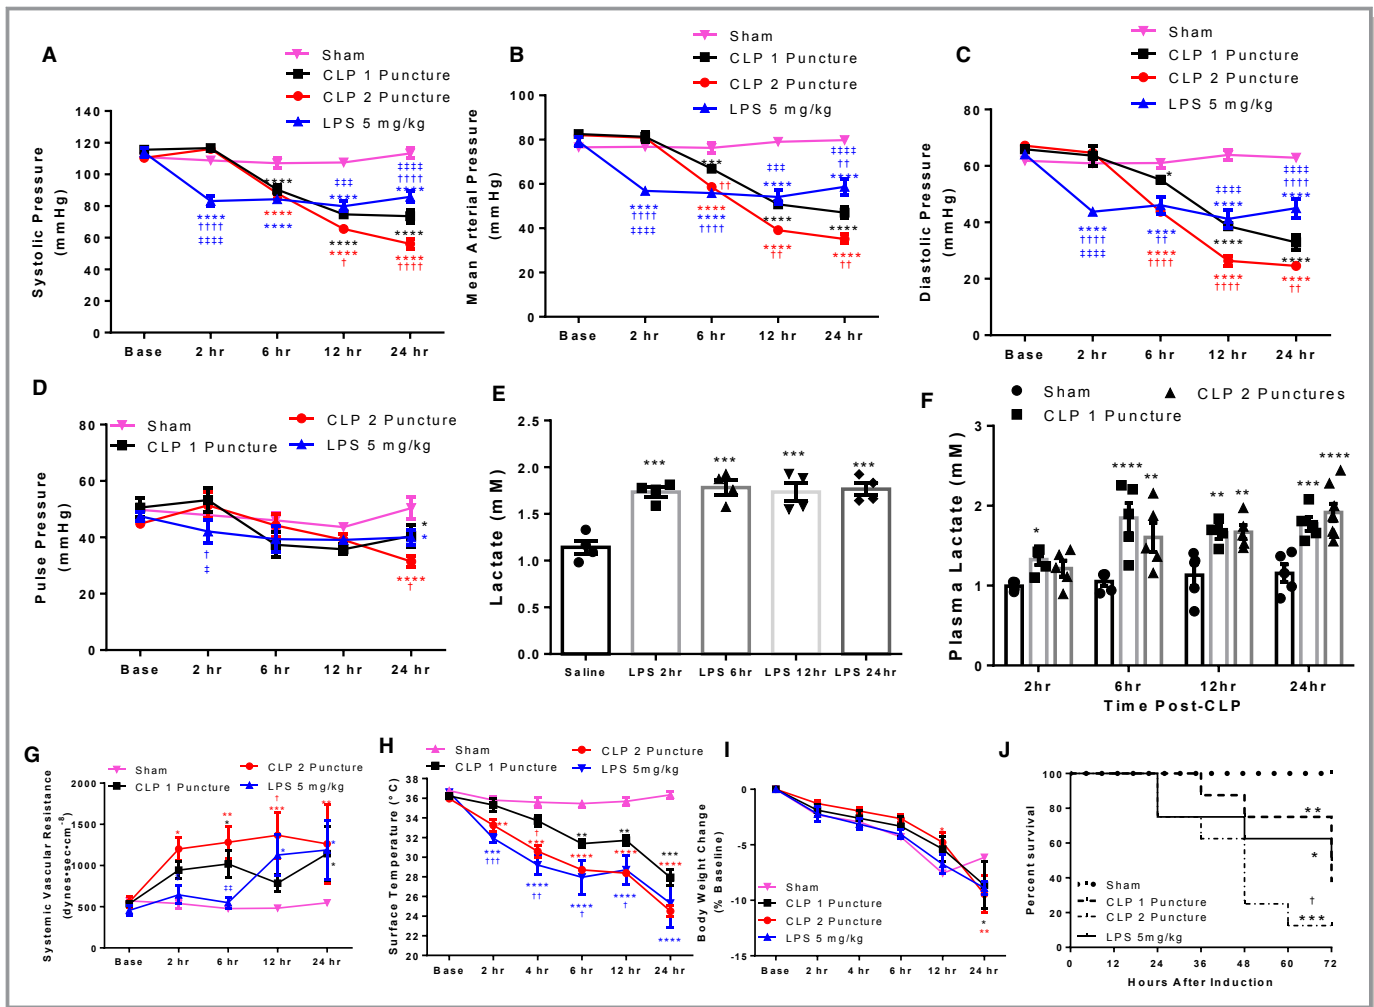 A
Sham
CLP 1 Puncture
CLP 2 Puncture
LPS 5 mg/kg
Systolic Pressure
(mmHg)
140
120
100
80
60
40
20
0
Base 2 hr 6 hr 12 hr 24 hr
**** **** **** ****
†††† ‡‡‡‡
‡‡‡ ****
**** **** †
‡‡‡‡ †††† ****
**** **** ††††
B
Sham
CLP 1 Puncture
CLP 2 Puncture
LPS 5 mg/kg
Mean Arterial Pressure
(mmHg)
100
80
60
40
20
0
Base 2 hr 6 hr 12 hr 24 hr
**** †††† ‡‡‡‡
*** †† **** **** ††††
‡‡‡ **** **** **** ††
‡‡‡‡ †† **** **** **** ††
C
Sham
CLP 1 Puncture
CLP 2 Puncture
LPS 5 mg/kg
Diastolic Pressure
(mmHg)
80
60
40
20
0
Base 2 hr 6 hr 12 hr 24 hr
**** †††† ‡‡‡‡
* **** †† **** ††††
‡‡‡‡ **** **** **** ††††
‡‡‡‡ †††† **** **** **** ††
D
Sham
CLP 1 Puncture
CLP 2 Puncture
LPS 5 mg/kg
Pulse Pressure
(mmHg)
80
60
40
20
0
Base 2 hr 6 hr 12 hr 24 hr
† ‡
* * **** †
E
Lactate (mM)
2.5
2.0
1.5
1.0
0.5
0.0
*** *** *** ***
Saline LPS 2hr LPS 6hr LPS 12hr LPS 24hr
F
Sham
CLP 1 Puncture
CLP 2 Punctures
Plasma Lactate (mM)
3
2
1
0
* **** ** ** ** *** ****
2hr 6hr 12hr 24hr
Time Post-CLP
G
Sham
CLP 1 Puncture
CLP 2 Puncture
LPS 5 mg/kg
Systemic Vascular Resistance
(dynes•sec•cm-8)
2000
1500
1000
500
0
Base 2 hr 6 hr 12 hr 24 hr
* ** * ‡‡ † *** * ** * *
H
Sham
CLP 1 Puncture
CLP 2 Puncture
LPS 5mg/kg
Surface Temperature (°C)
38
36
34
32
30
28
26
24
22
20
Base 2 hr 4 hr 6 hr 12 hr 24 hr
** *** †††
† *** **** ††
** **** **** †
** **** **** †
*** **** ****
I
Body Weight Change
(% Baseline)
0
-5
-10
-15
Sham
CLP 1 Puncture
CLP 2 Puncture
LPS 5 mg/kg
Base 2 hr 4 hr 6 hr 12 hr 24 hr
* * **
J
Percent survival
100
80
60
40
20
0
Sham
CLP 1 Puncture
CLP 2 Puncture
LPS 5mg/kg
** * † ***
0 12 24 36 48 60 72
Hours After Induction